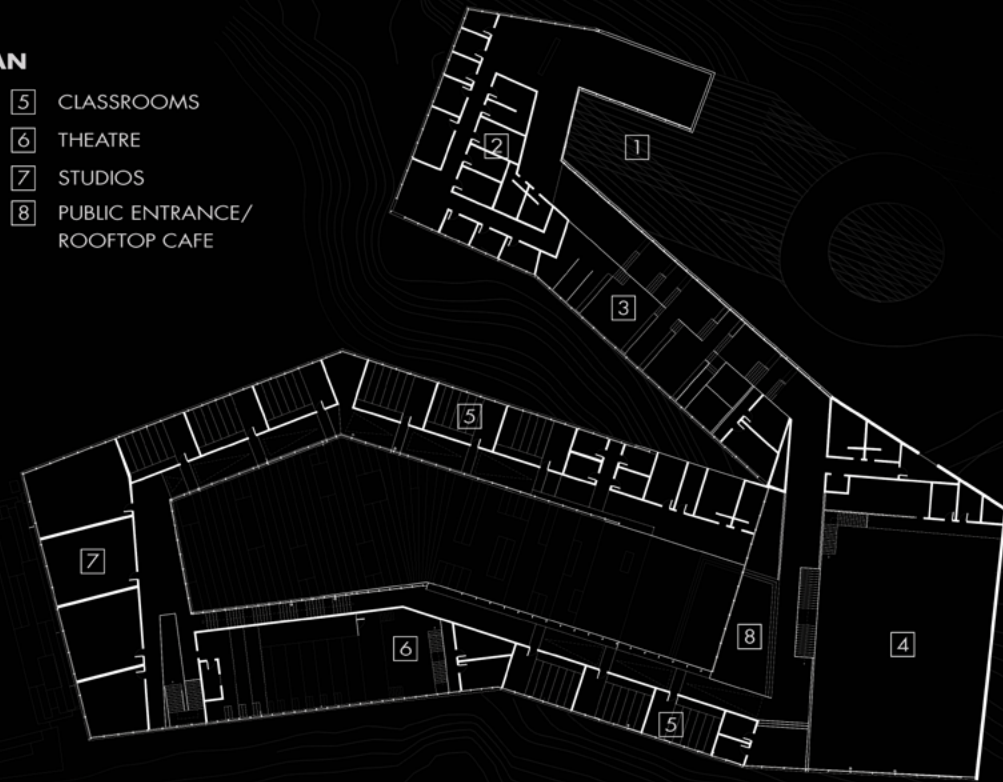 AN
5 CLASSROOMS
6 THEATRE
7 STUDIOS
8 PUBLIC ENTRANCE/
ROOFTOP CAFE
1
2
3
5
7
8
6
4
5